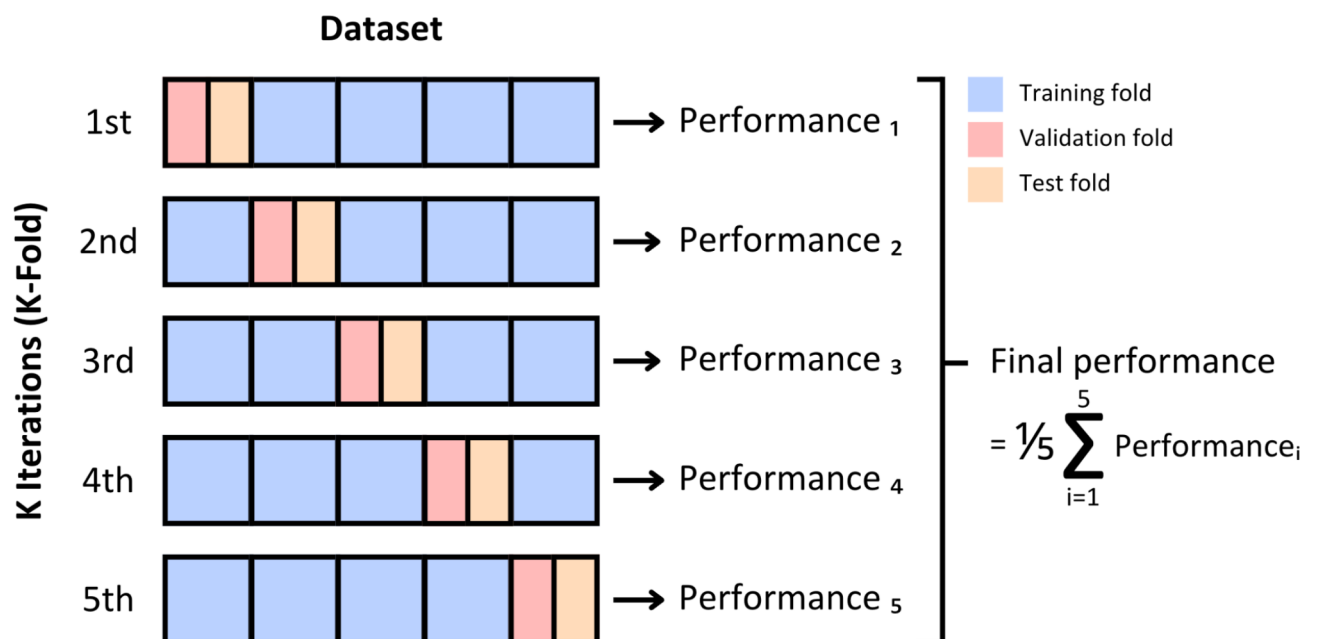 Dataset
K Iterations (K-Fold)
1st
Performance 1
2nd
Performance 2
3rd
Performance 3
4th
Performance 4
5th
Performance 5
Training fold
Validation fold
Test fold
Final performance
5
= ⅕ ∑ Performanceᵢ
i=1